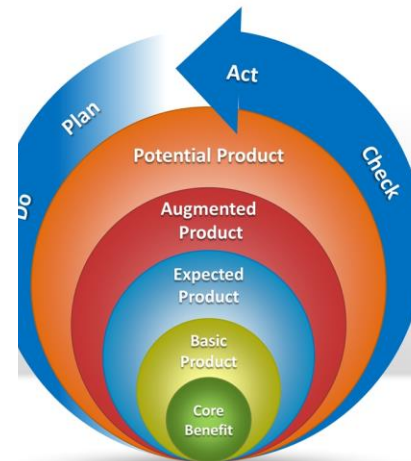 Act
Plan
Check
Do
Potential Product
Augmented
Product
Expected
Product
Basic
Product
Core
Benefit